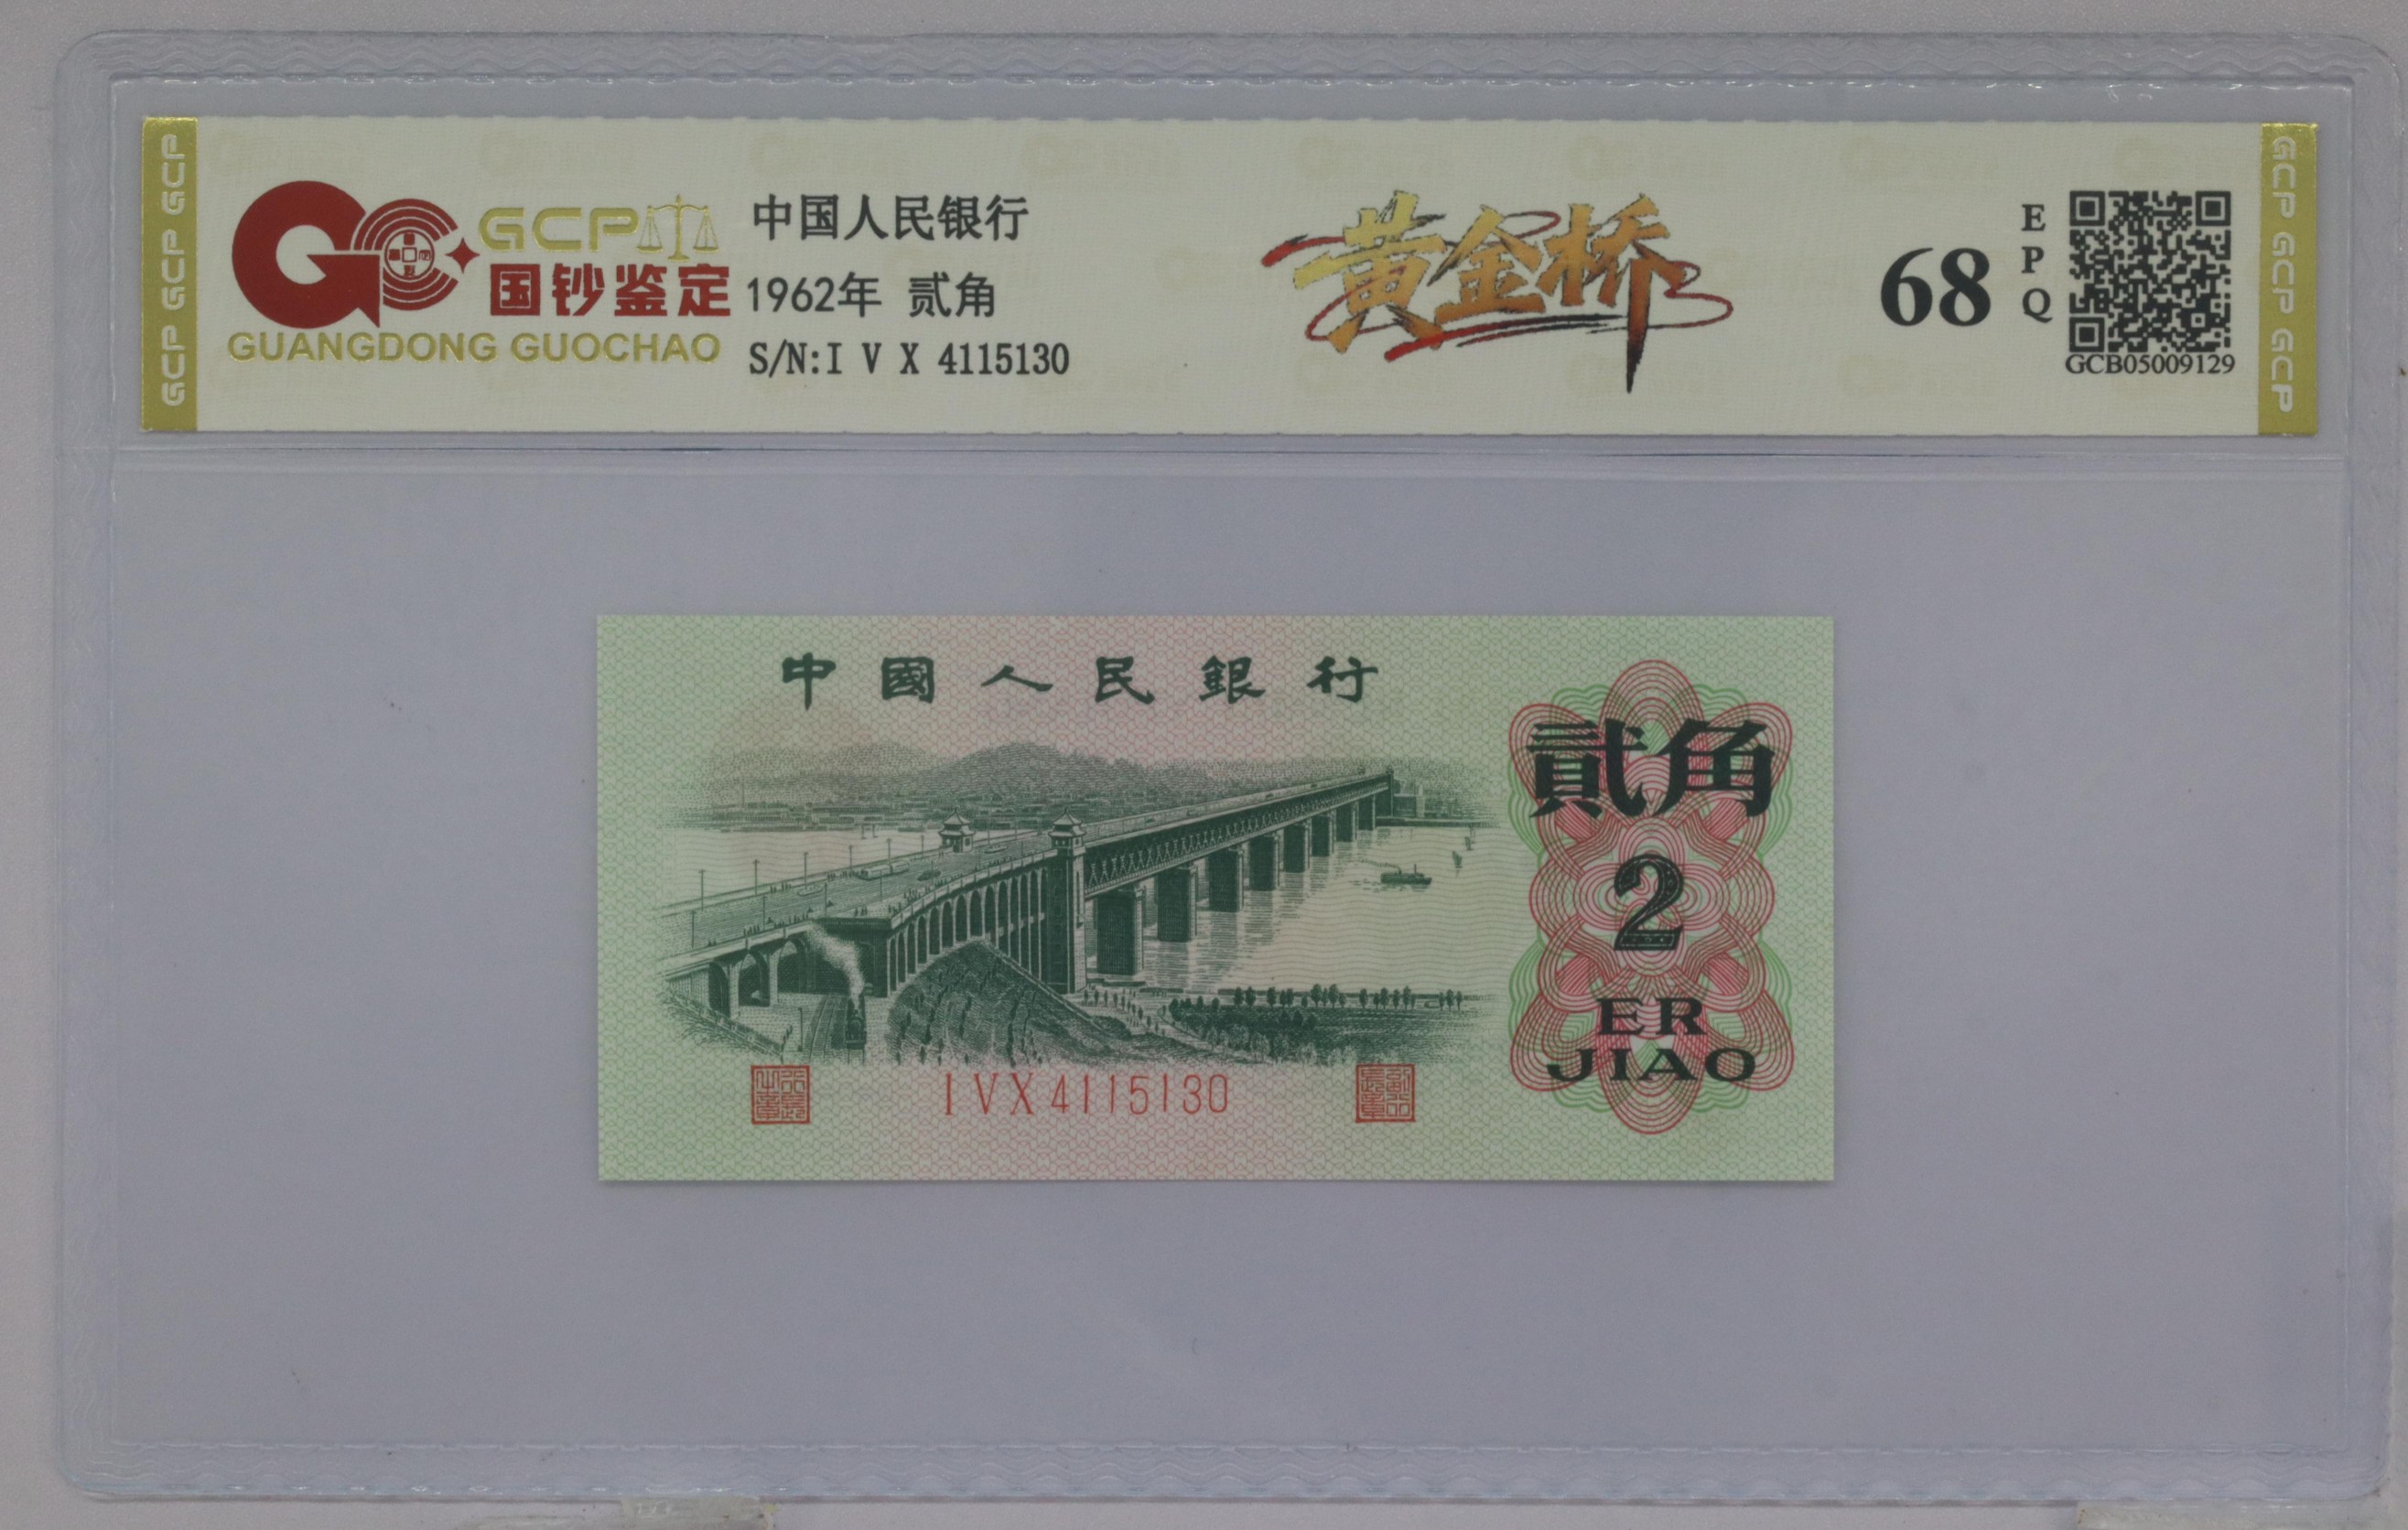 GCP GCP GCP
GCP
国钞鉴定
GUANGDONG GUOCHAO
中国人民银行
1962年 贰角
S/N:I V X 4115130
黄金桥
68
EPQ
GCB05009129
GCP GCP GCP
中國人民銀行
貳角
2
ER
JIAO
IVX4115130